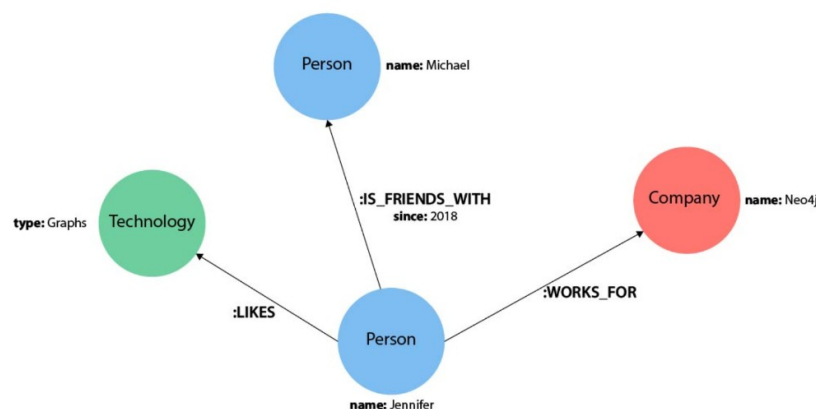 Person
name: Michael
:IS_FRIENDS_WITH
since: 2018
Company
name: Neo4j
type: Graphs
Technology
:LIKES
:WORKS_FOR
Person
name: Jennifer